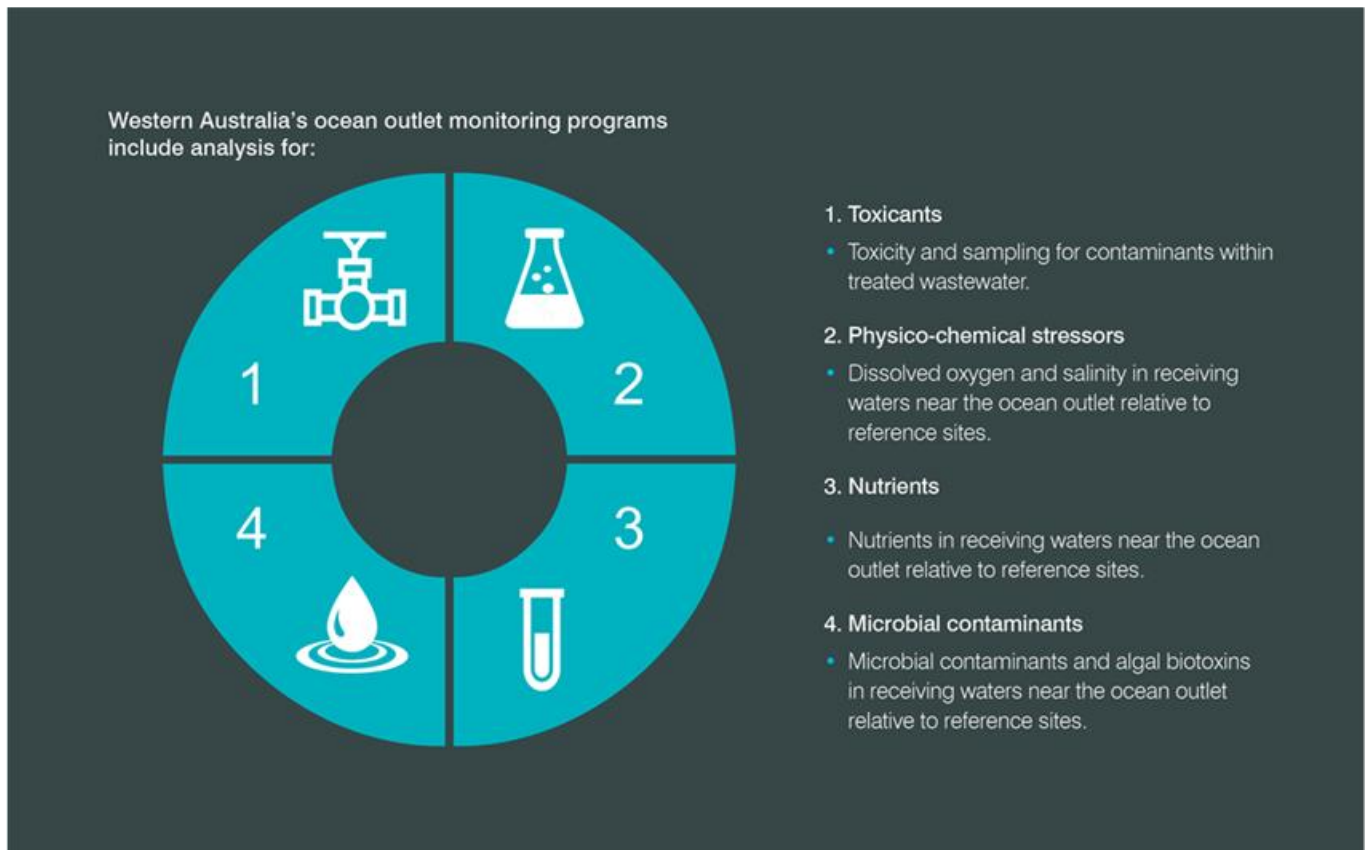 Western Australia's ocean outlet monitoring programs
include analysis for:
1
2
4
3
1. Toxicants
• Toxicity and sampling for contaminants within
treated wastewater.
2. Physico-chemical stressors
• Dissolved oxygen and salinity in receiving
waters near the ocean outlet relative to
reference sites.
3. Nutrients
• Nutrients in receiving waters near the ocean
outlet relative to reference sites.
4. Microbial contaminants
• Microbial contaminants and algal biotoxins
in receiving waters near the ocean outlet
relative to reference sites.